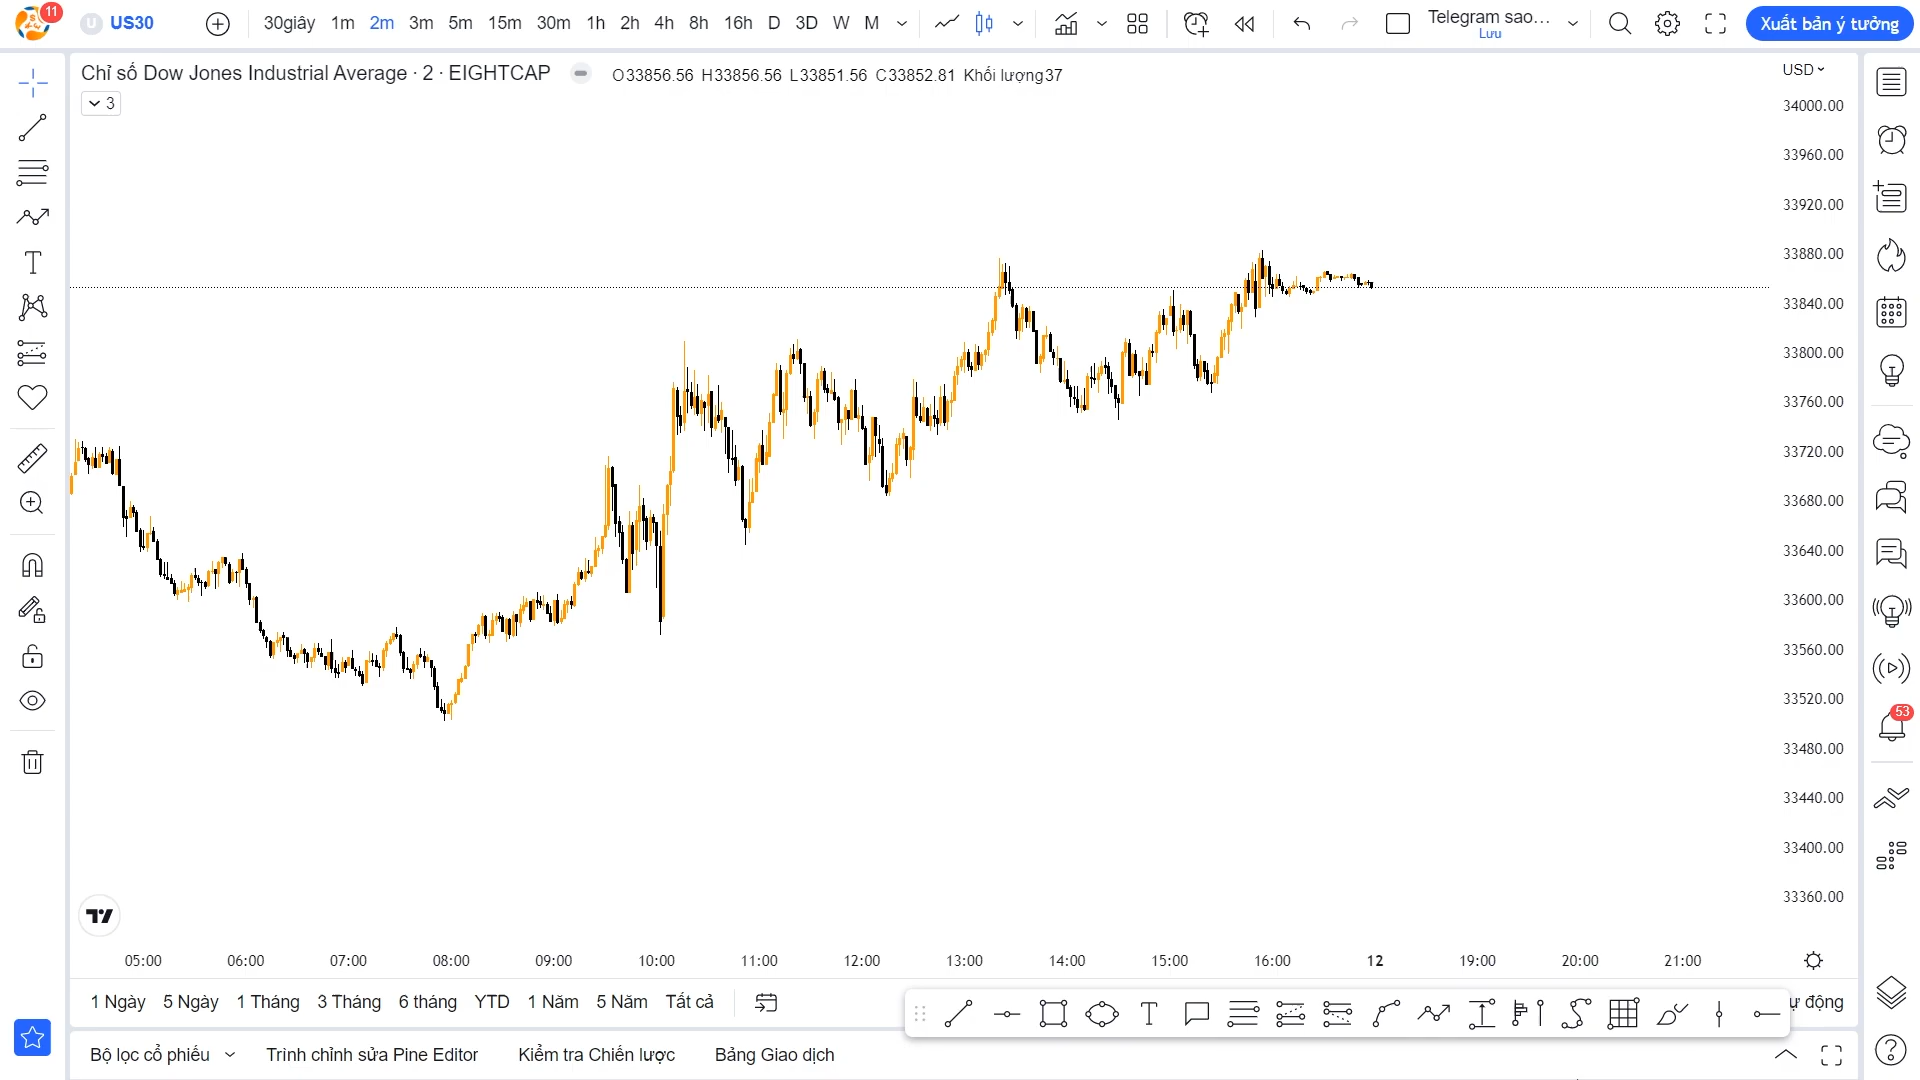 11 U US30 30giây 1m 2m 3m 5m 15m 30m 1h 2h 4h 8h 16h D 3D W M Telegram sao... Xuất bản ý tưởng
Lưu
Chỉ số Dow Jones Industrial Average · 2 · EIGHTCAP O33856.56 H33856.56 L33851.56 C33852.81 Khối lượng37
USD
3
34000.00
33960.00
33920.00
33880.00
33840.00
33800.00
33760.00
33720.00
33680.00
33640.00
33600.00
33560.00
33520.00
33480.00
33440.00
33400.00
33360.00
53
05:00 06:00 07:00 08:00 09:00 10:00 11:00 12:00 13:00 14:00 15:00 16:00 12 19:00 20:00 21:00
1 Ngày 5 Ngày 1 Tháng 3 Tháng 6 tháng YTD 1 Năm 5 Năm Tất cả động
Bộ lọc cổ phiếu Trình chỉnh sửa Pine Editor Kiểm tra Chiến lược Bảng Giao dịch